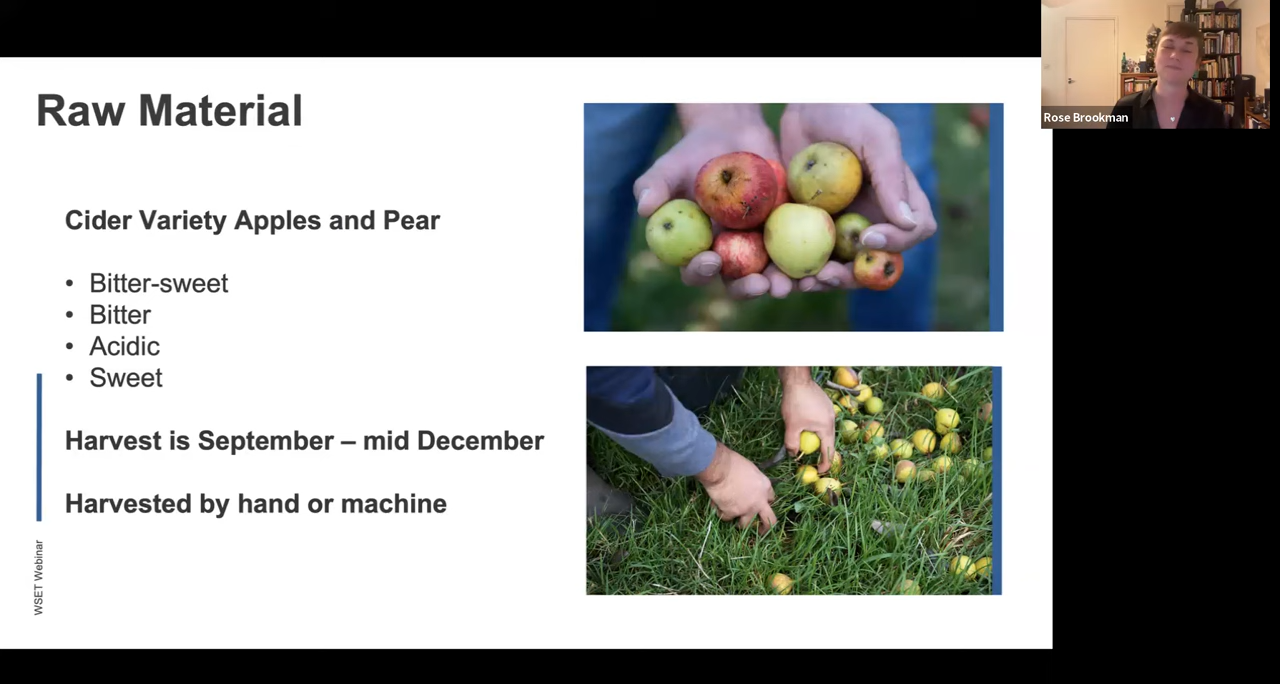 Raw Material
Cider Variety Apples and Pear
• Bitter-sweet
• Bitter
• Acidic
• Sweet
Harvest is September – mid December
Harvested by hand or machine
WSET Webinar
Rose Brookman